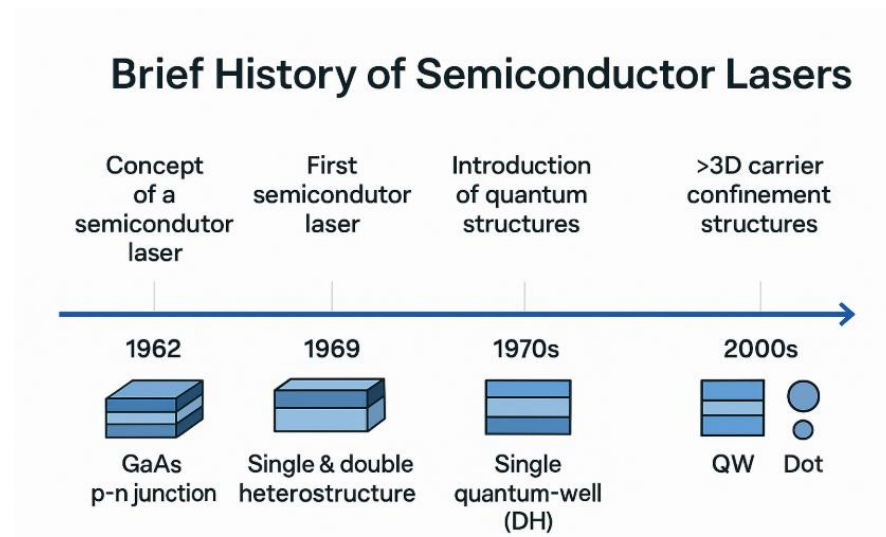 Brief History of Semiconductor Lasers
Concept
of a
semicondutor
laser
First
semicondutor
laser
Introduction
of quantum
structures
>3D carrier
confinement
structures
1962
1969
1970s
2000s
GaAs
p-n junction
Single & double
heterostructure
Single
quantum-well
(DH)
QW
Dot